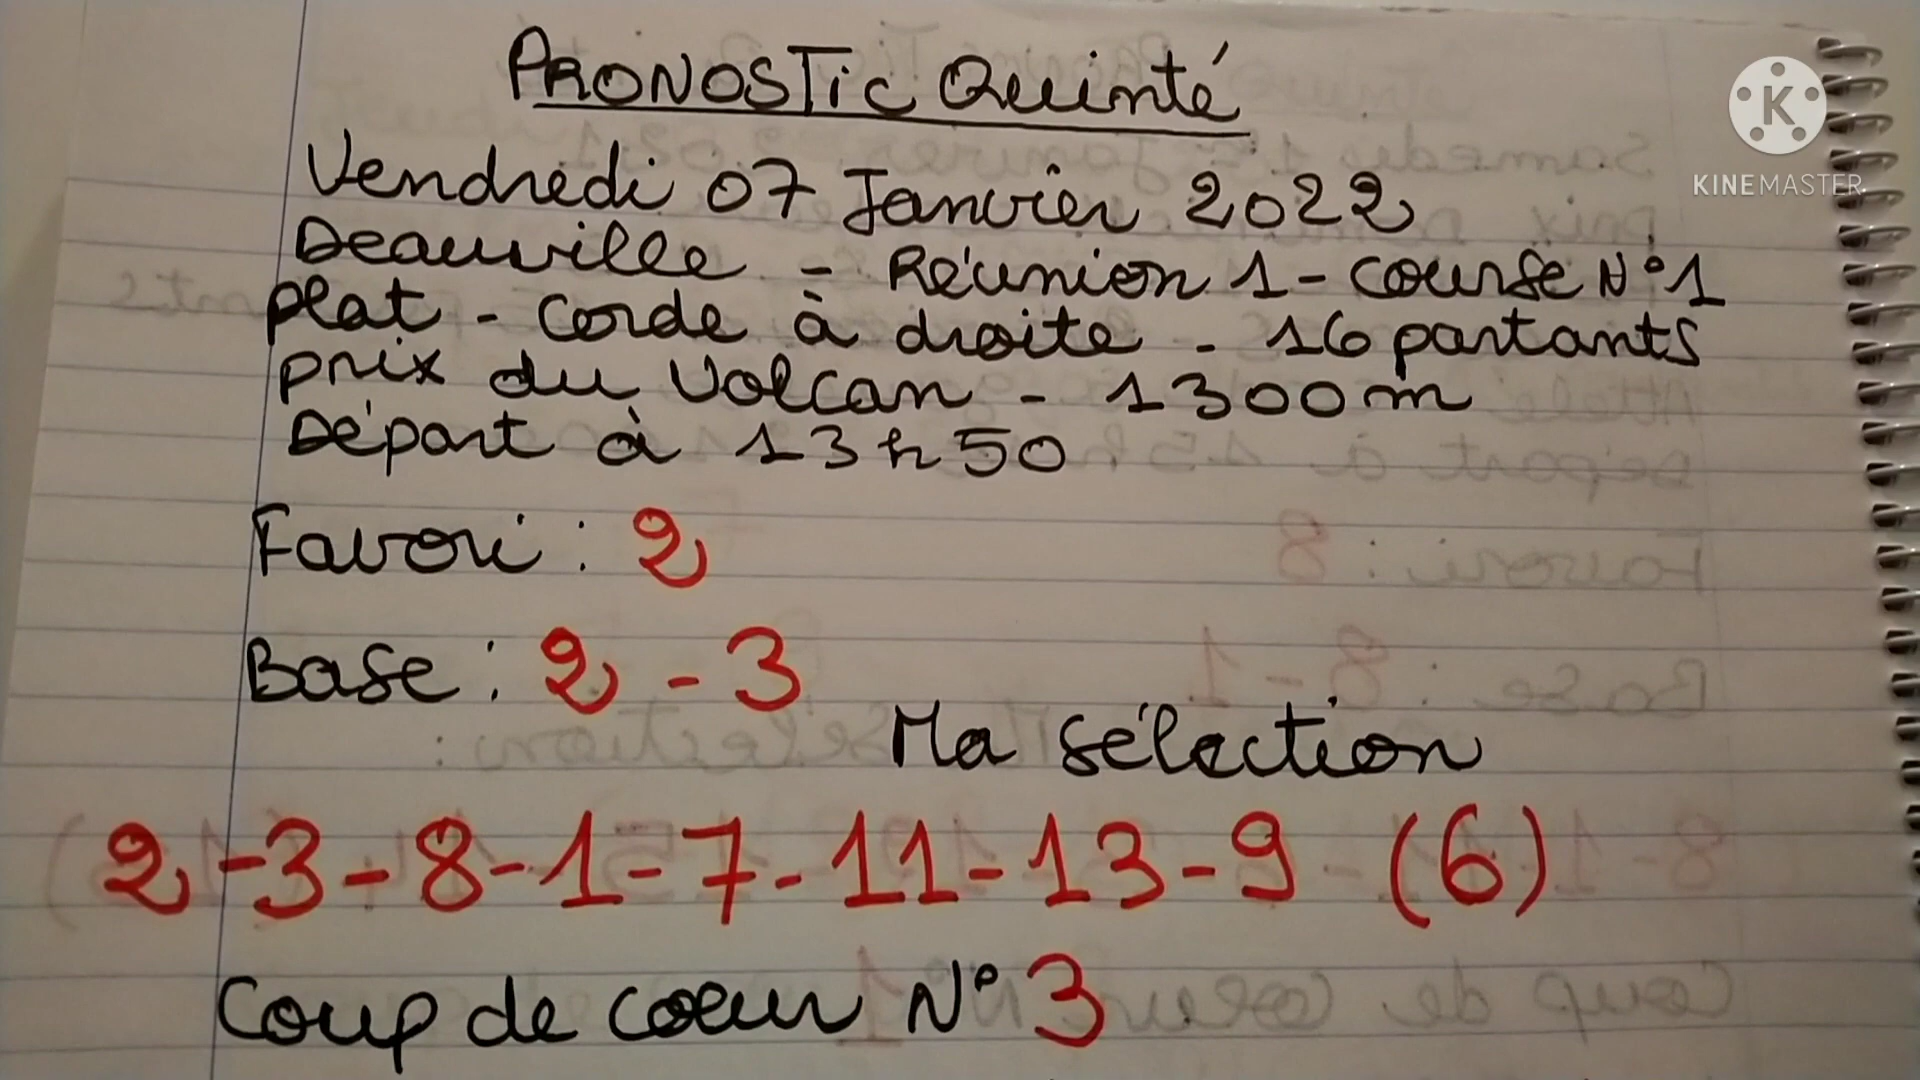 PRONOSTic Quinté
K
KINEMASTER
Vendredi 07 Janvier 2022
Deauville - Réunion 1 - course N°1
plat - corde à droite - 16 partants
prix du Volcan - 1300m
Départ à 13h50
Favori : 2
Base : 2 - 3
Ma sélection
2 - 3 - 8 - 1 - 7 - 11 - 13 - 9 (6)
Coup de coeur N° 3